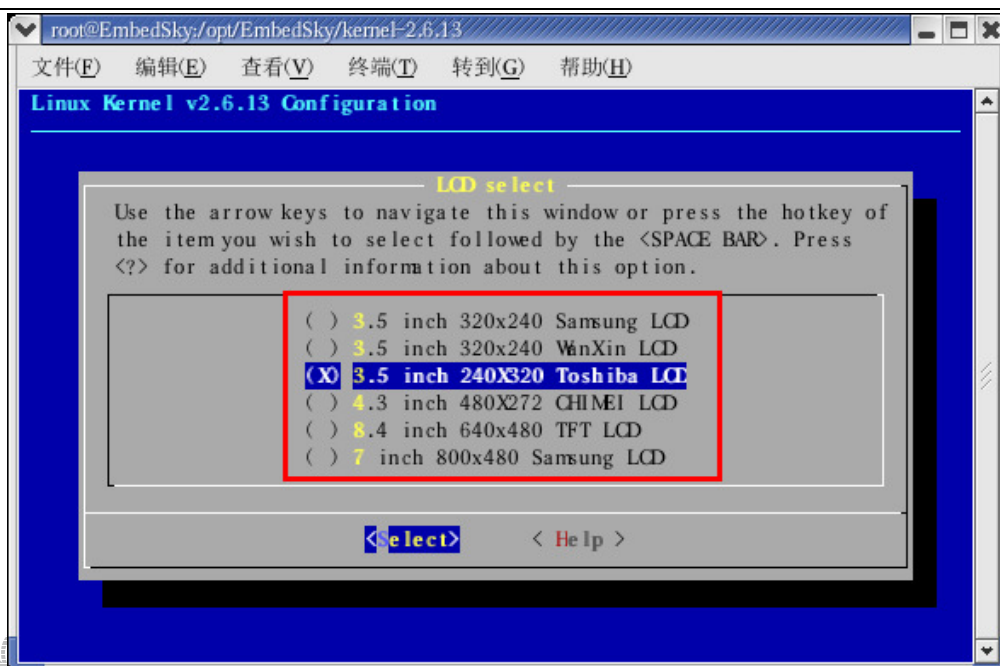 root@EmbedSky:/opt/EmbedSky/kernel-2.6.13
文件(F) 编辑(E) 查看(V) 终端(T) 转到(G) 帮助(H)
Linux Kernel v2.6.13 Configuration
LCD select
Use the arrow keys to navigate this window or press the hotkey of
the item you wish to select followed by the <SPACE BAR>. Press
<?> for additional information about this option.
( ) 3.5 inch 320x240 Samsung LCD
( ) 3.5 inch 320x240 WanXin LCD
(X) 3.5 inch 240X320 Toshiba LCD
( ) 4.3 inch 480X272 CHIMEI LCD
( ) 8.4 inch 640x480 TFT LCD
( ) 7 inch 800x480 Samsung LCD
<Select> < Help >